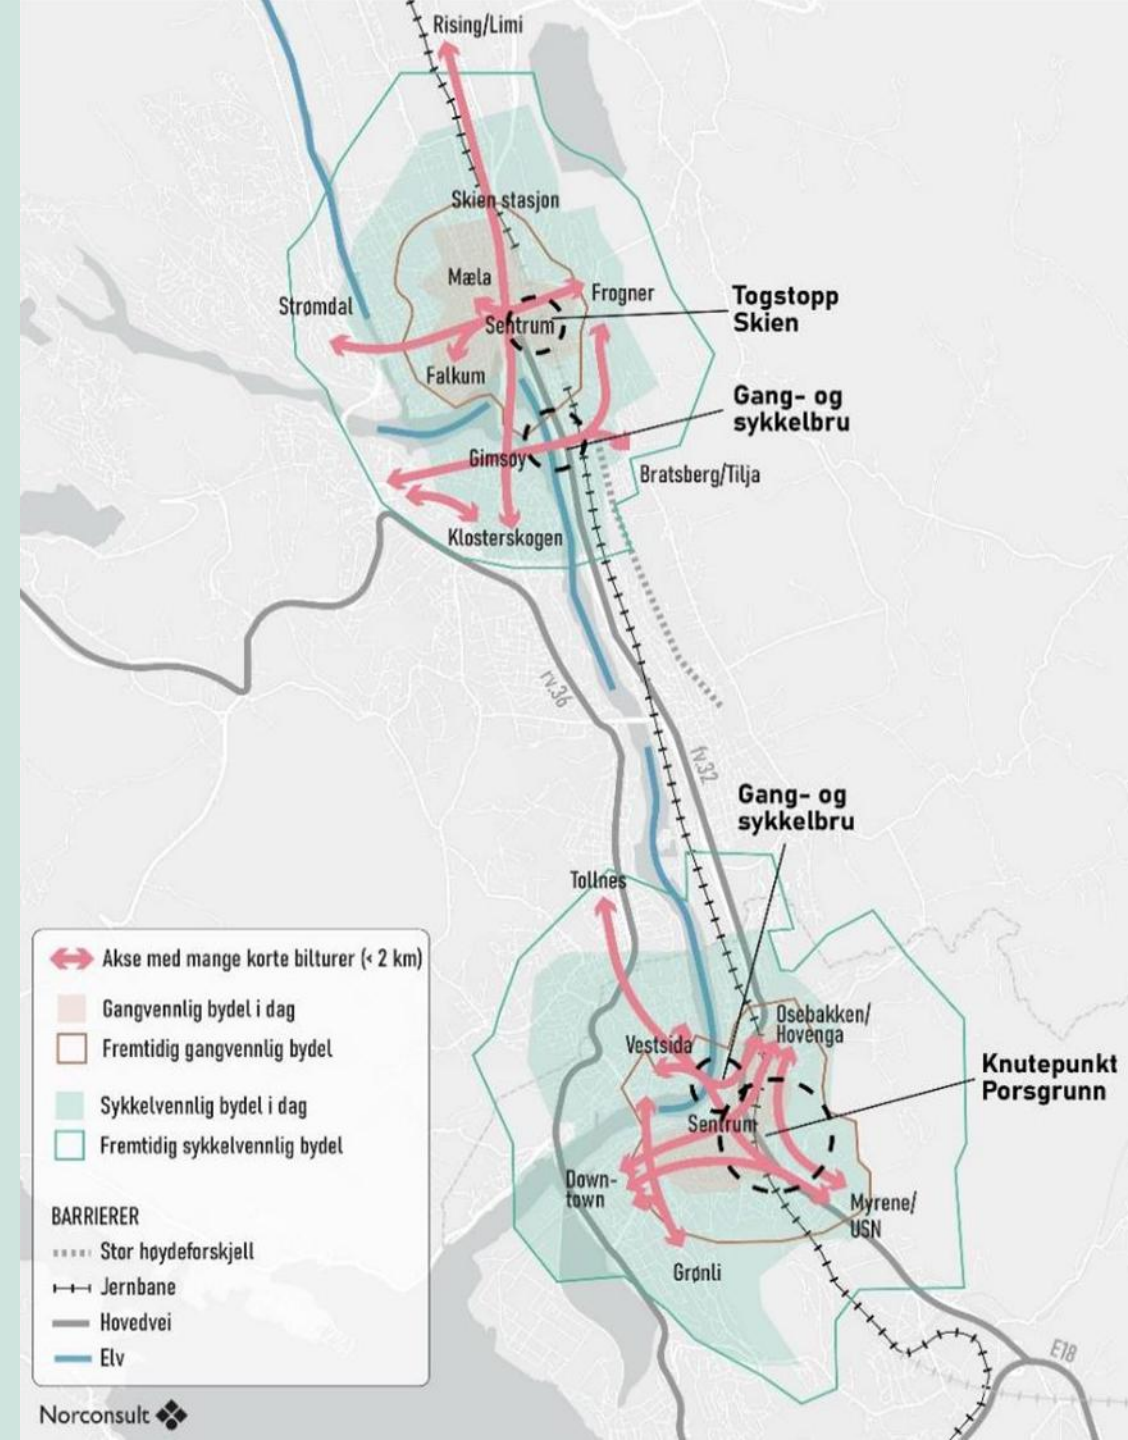 Rising/Limi
Skien stasjon
Mæla
Frogner
Strømdal
Sentrum
Togstopp
Skien
Falkum
Gang- og
sykkelbru
Gimsøy
Bratsberg/Tilja
Klosterskogen
rv.36
fv.32
Gang- og
sykkelbru
Tollnes
Osebakken/
Hovenga
Vestsida
Knutepunkt
Porsgrunn
Sentrum
Down-
town
Myrene/
USN
Grønli
E18
Akse med mange korte bilturer (< 2 km)
Gangvennlig bydel i dag
Fremtidig gangvennlig bydel
Sykkelvennlig bydel i dag
Fremtidig sykkelvennlig bydel
BARRIERER
Stor høydeforskjell
Jernbane
Hovedvei
Elv
Norconsult